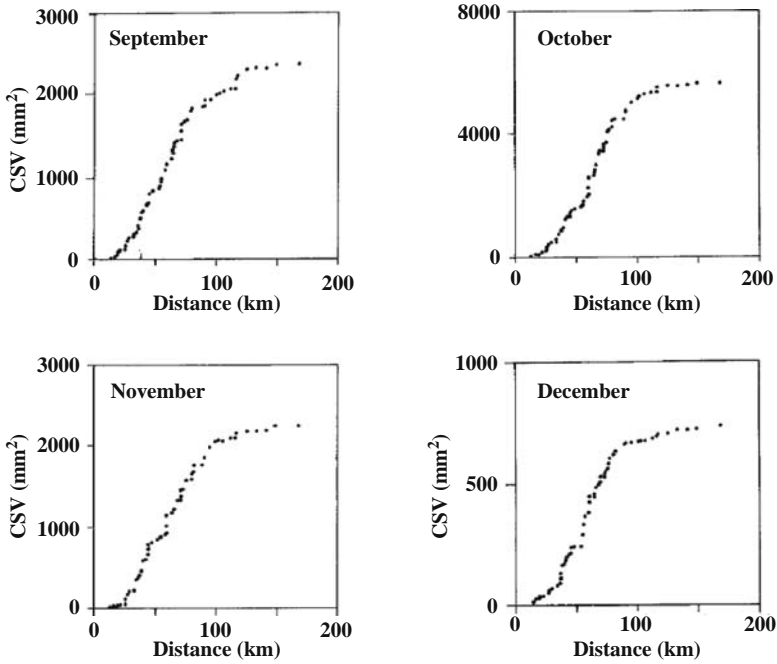 September
3000
2000
1000
0
CSV (mm²)
0 100 200
Distance (km)
October
8000
4000
0
0 100 200
Distance (km)
November
3000
2000
1000
0
CSV (mm²)
0 100 200
Distance (km)
December
1000
500
0
CSV (mm²)
0 100 200
Distance (km)